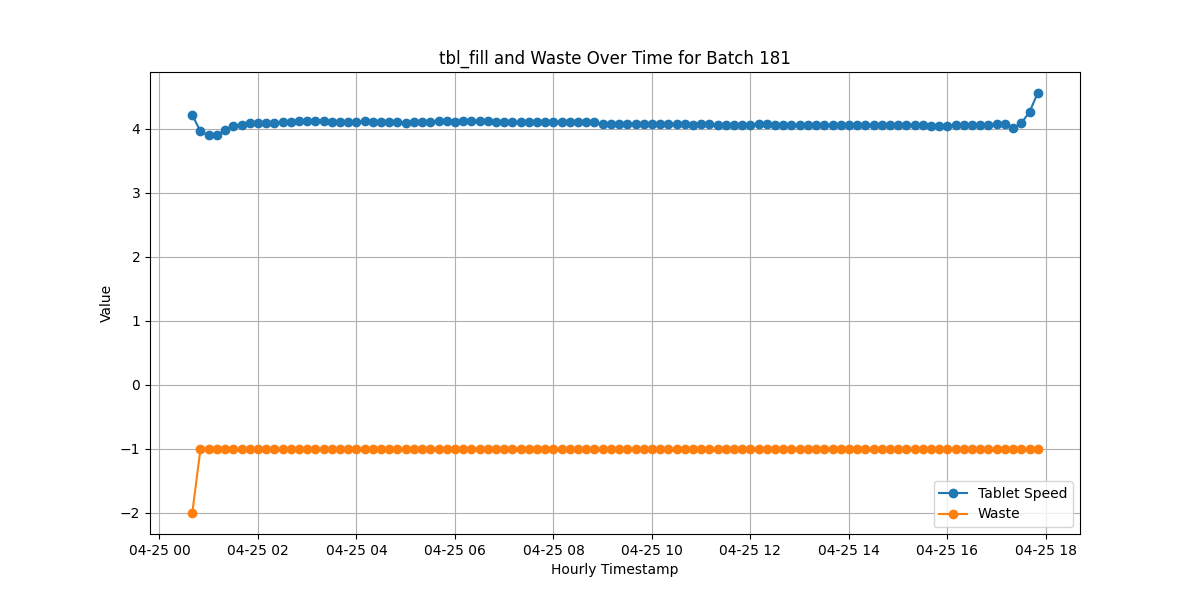 tbl_fill and Waste Over Time for Batch 181
Value
4
3
2
1
0
−1
−2
Tablet Speed
Waste
04-25 00 04-25 02 04-25 04 04-25 06 04-25 08 04-25 10 04-25 12 04-25 14 04-25 16 04-25 18
Hourly Timestamp